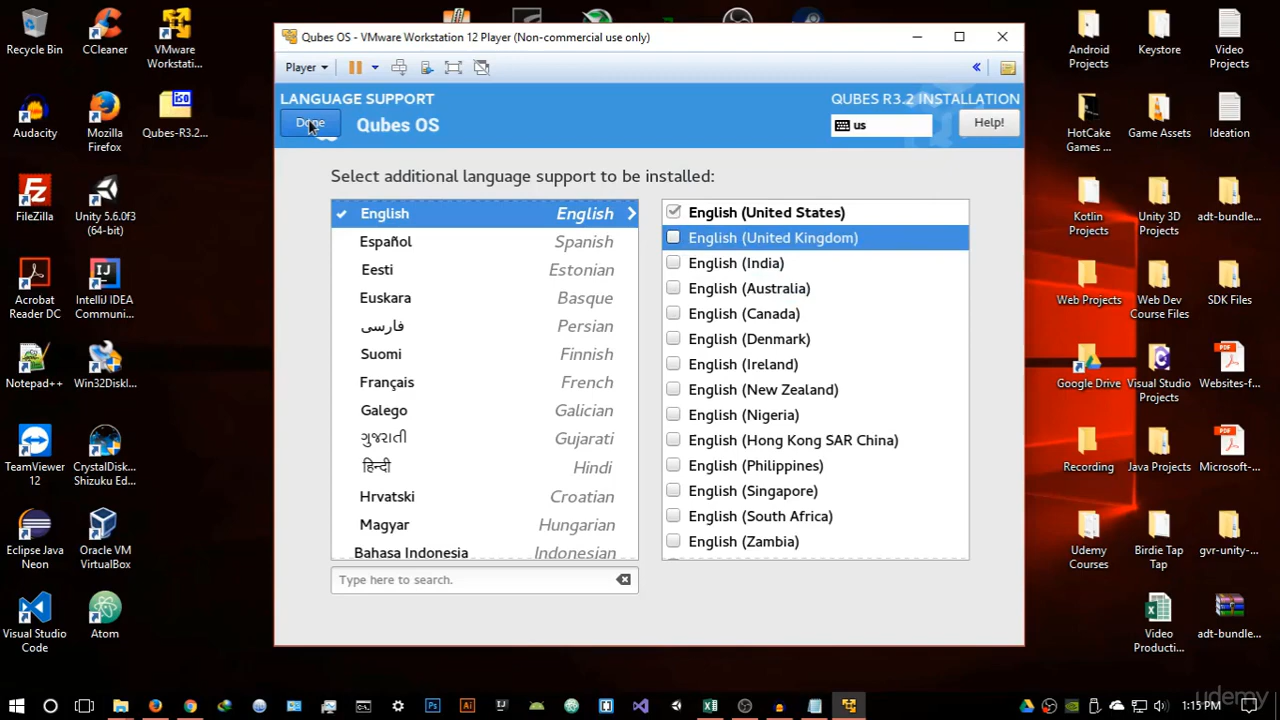 Recycle Bin
CCleaner
VMware
Workstati...
Audacity
Mozilla
Firefox
Qubes-R3.2...
ISO
FileZilla
Unity 5.6.0f3
(64-bit)
Acrobat
Reader DC
IntelliJ IDEA
Communi...
Notepad++
Win32Diskl...
TeamViewer
12
CrystalDisk...
Shizuku Ed...
Eclipse Java
Neon
Oracle VM
VirtualBox
Visual Studio
Code
Atom
Qubes OS - VMware Workstation 12 Player (Non-commercial use only)
Player
LANGUAGE SUPPORT
QUBES R3.2 INSTALLATION
Done
Qubes OS
us
Help!
Select additional language support to be installed:
English English
Español Spanish
Eesti Estonian
Euskara Basque
فارسی Persian
Suomi Finnish
Français French
Galego Galician
ગુજરાતી Gujarati
हिन्दी Hindi
Hrvatski Croatian
Magyar Hungarian
Bahasa Indonesia Indonesian
Type here to search.
English (United States)
English (United Kingdom)
English (India)
English (Australia)
English (Canada)
English (Denmark)
English (Ireland)
English (New Zealand)
English (Nigeria)
English (Hong Kong SAR China)
English (Philippines)
English (Singapore)
English (South Africa)
English (Zambia)
Android
Projects
Keystore
Video
Projects
HotCake
Games ...
Game Assets
Ideation
Kotlin
Projects
Unity 3D
Projects
adt-bundle...
Web Projects
Web Dev
Course Files
SDK Files
Google Drive
Visual Studio
Projects
PDF
Websites-f...
Recording
Java Projects
PDF
Microsoft-...
Udemy
Courses
Birdie Tap
Tap
gvr-unity-...
Video
Producti...
adt-bundle...
udemy
1:15 PM